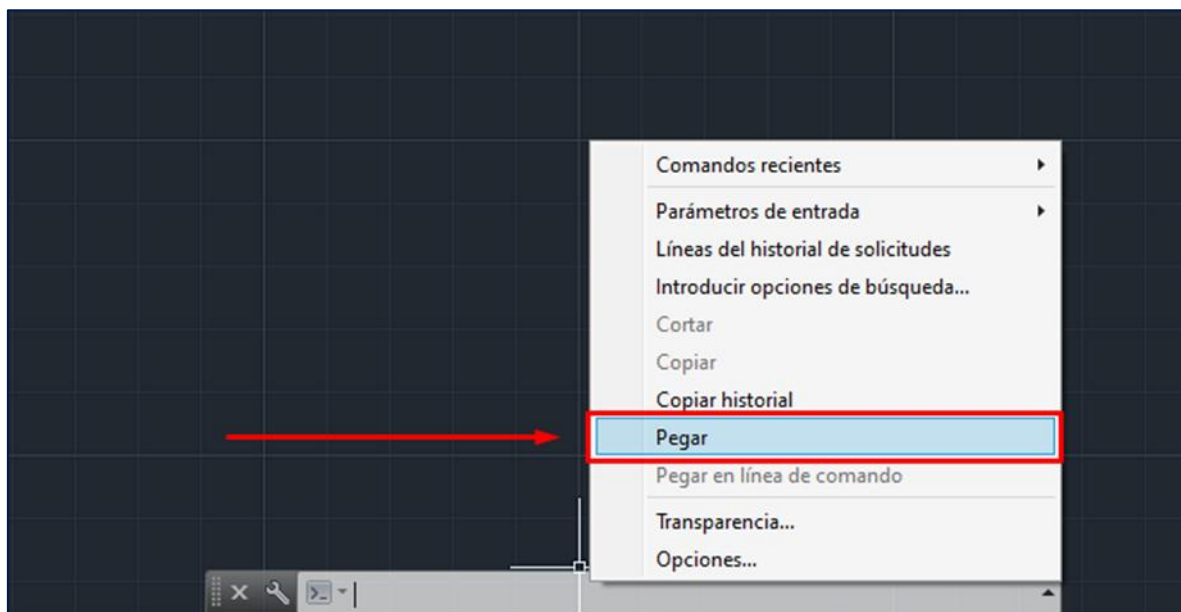 Comandos recientes
Parámetros de entrada
Líneas del historial de solicitudes
Introducir opciones de búsqueda...
Cortar
Copiar
Copiar historial
Pegar
Pegar en línea de comando
Transparencia...
Opciones...